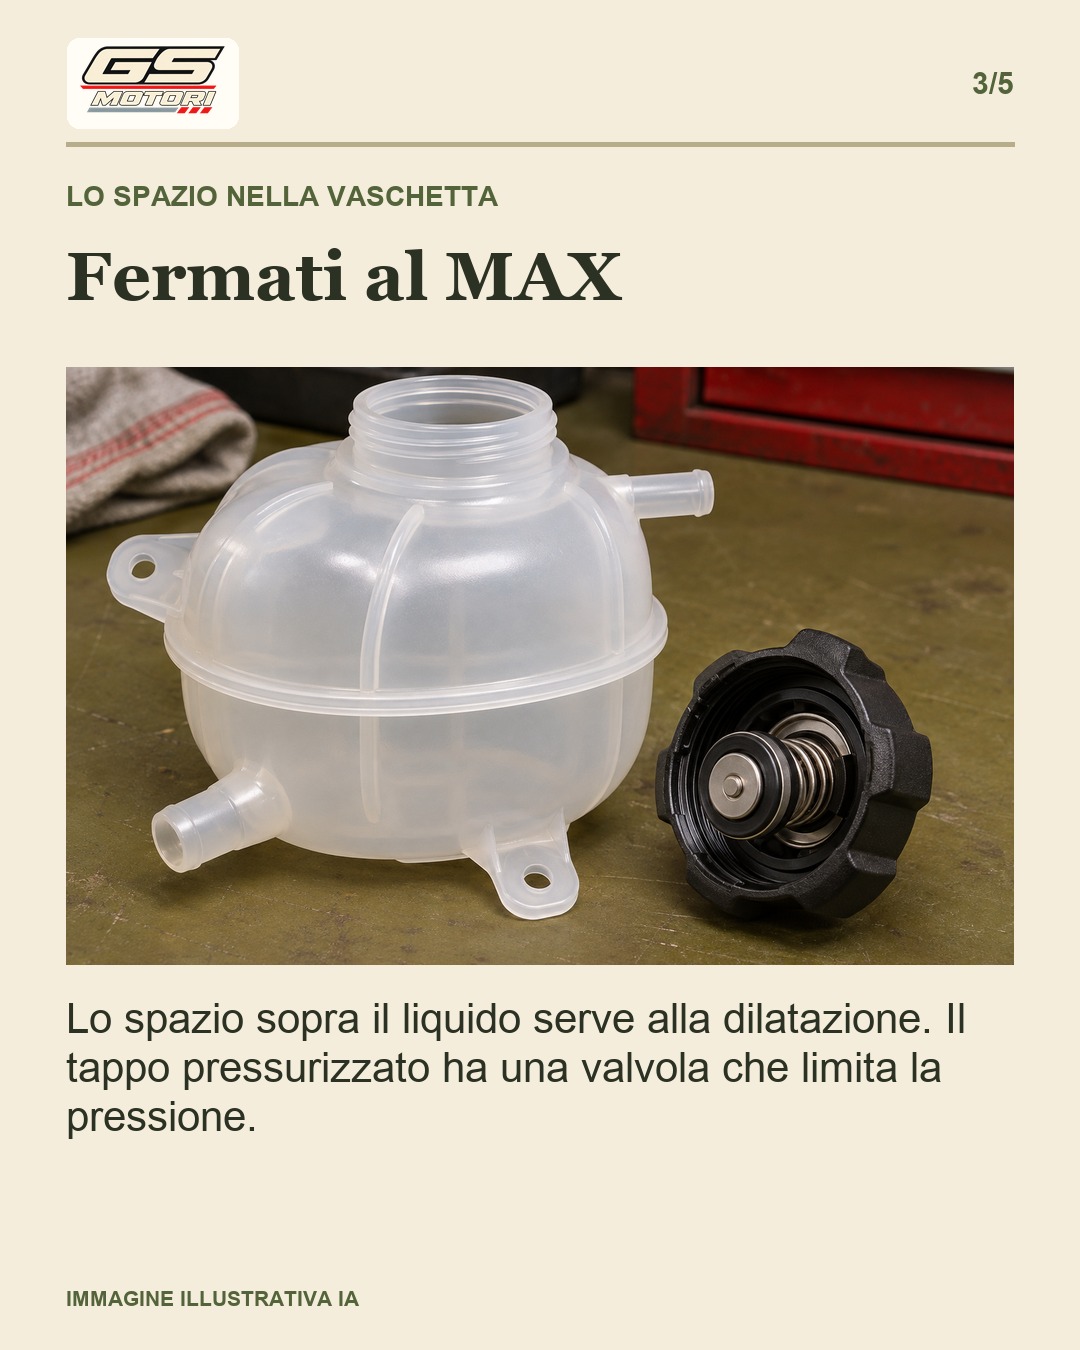 GS
MOTORI
3/5
LO SPAZIO NELLA VASCHETTA
Fermati al MAX
Lo spazio sopra il liquido serve alla dilatazione. Il
tappo pressurizzato ha una valvola che limita la
pressione.
IMMAGINE ILLUSTRATIVA IA